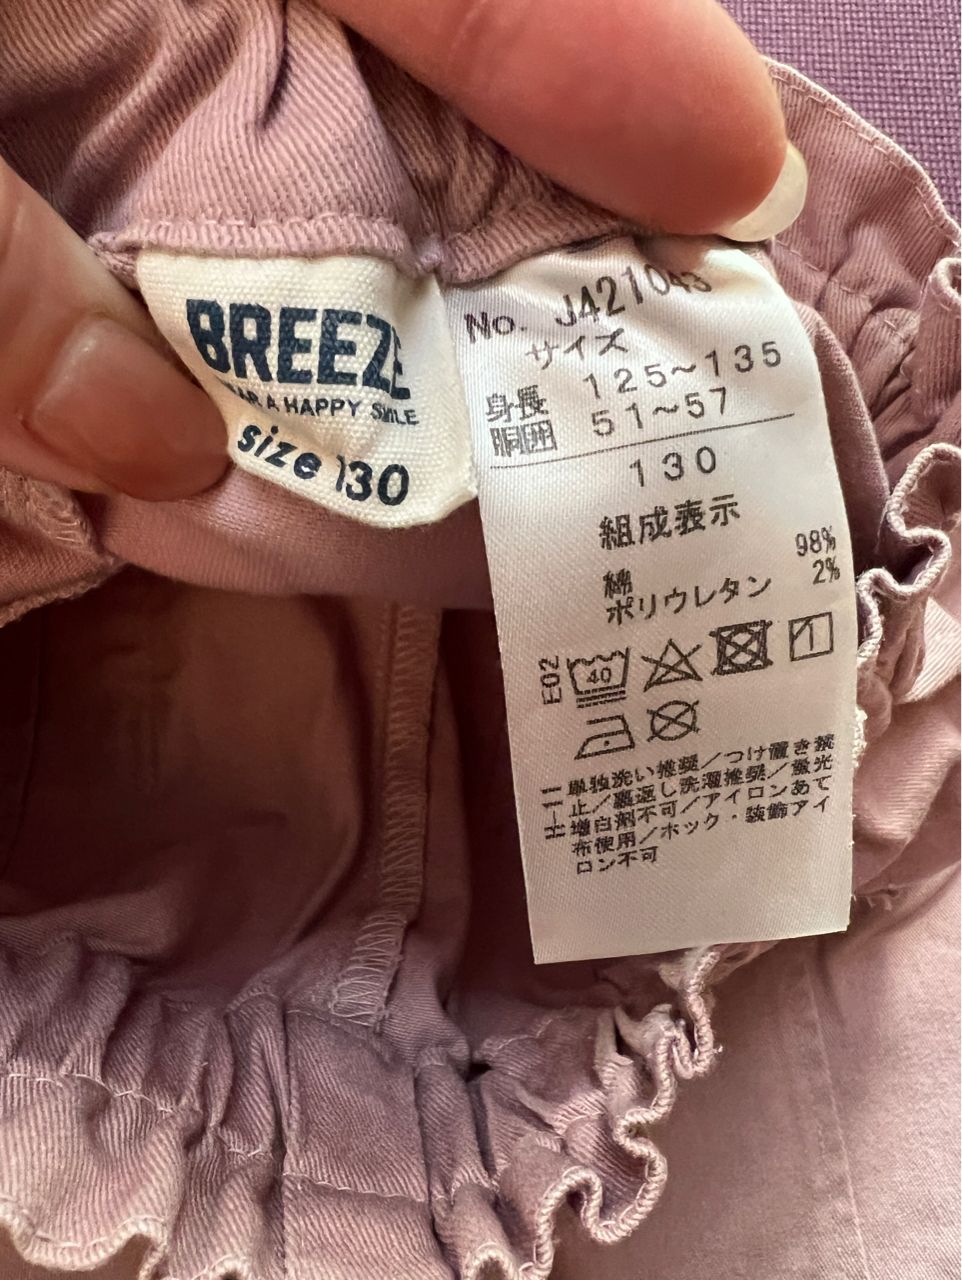 BREEZE
A HAPPY SMILE
size 130
No. J421043
サイズ
身長 125〜135
胴囲 51〜57
130
組成表示
綿 98%
ポリウレタン 2%
E02
40
H-11
単独洗い推奨／つけ置き禁
止／裏返し洗濯推奨／蛍光
増白剤不可／アイロンあて
布使用／ホック・装飾アイ
ロン不可